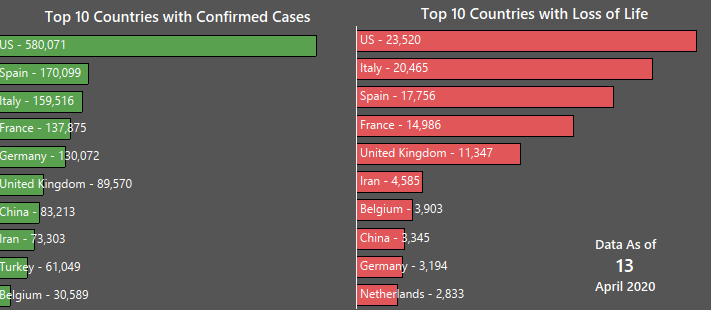 Top 10 Countries with Confirmed Cases
US - 580,071
Spain - 170,099
Italy - 159,516
France - 137,875
Germany - 130,072
United Kingdom - 89,570
China - 83,213
Iran - 73,303
Turkey - 61,049
Belgium - 30,589
Top 10 Countries with Loss of Life
US - 23,520
Italy - 20,465
Spain - 17,756
France - 14,986
United Kingdom - 11,347
Iran - 4,585
Belgium - 3,903
China - 3,345
Germany - 3,194
Netherlands - 2,833
Data As of
13
April 2020